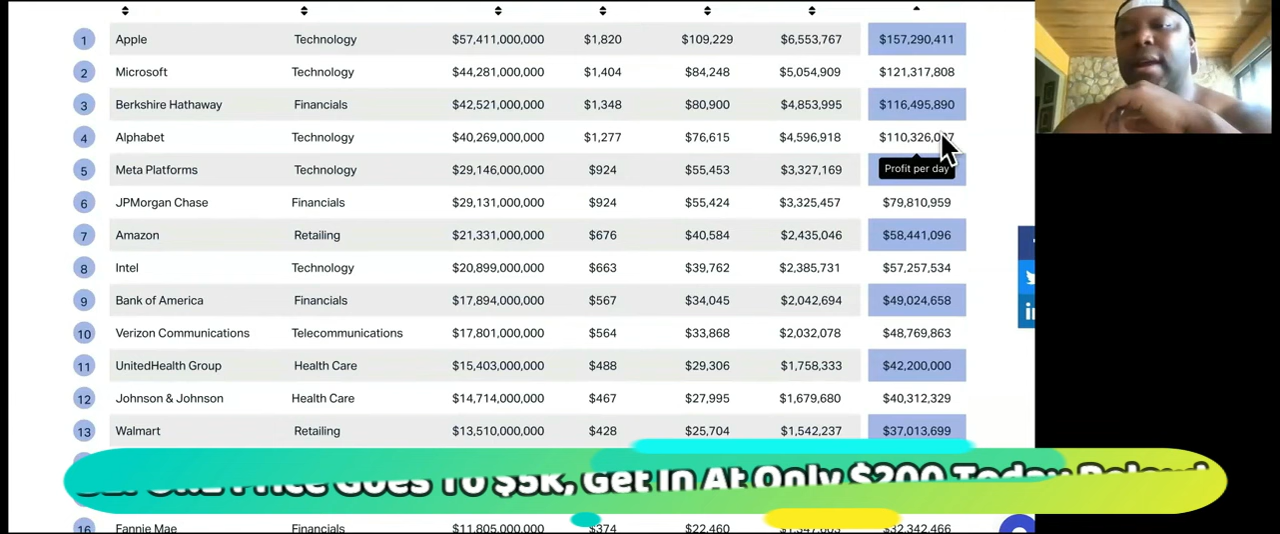 1 Apple Technology $57,411,000,000 $1,820 $109,229 $6,553,767 $157,290,411
2 Microsoft Technology $44,281,000,000 $1,404 $84,248 $5,054,909 $121,317,808
3 Berkshire Hathaway Financials $42,521,000,000 $1,348 $80,900 $4,853,995 $116,495,890
4 Alphabet Technology $40,269,000,000 $1,277 $76,615 $4,596,918
5 Meta Platforms Technology $29,146,000,000 $924 $55,453 $3,327,169 Profit per day
6 JPMorgan Chase Financials $29,131,000,000 $924 $55,424 $3,325,457 $79,810,959
7 Amazon Retailing $21,331,000,000 $676 $40,584 $2,435,046 $58,441,096
8 Intel Technology $20,899,000,000 $663 $39,762 $2,385,731 $57,257,534
9 Bank of America Financials $17,894,000,000 $567 $34,045 $2,042,694 $49,024,658
10 Verizon Communications Telecommunications $17,801,000,000 $564 $33,868 $2,032,078 $48,769,863
11 UnitedHealth Group Health Care $15,403,000,000 $488 $29,306 $1,758,333 $42,200,000
12 Johnson & Johnson Health Care $14,714,000,000 $467 $27,995 $1,679,680 $40,312,329
13 Walmart Retailing $13,510,000,000 $428 $25,704 $1,542,237 $37,013,699
Price Goes To $5K, Get In At Only $200 Today
16 Fannie Mae Financials $11,805,000,000 $374 $22,460 $32,342,466